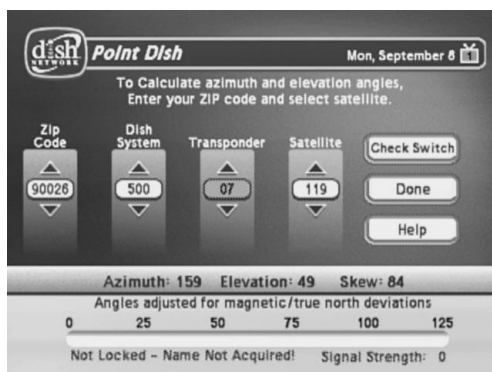 dish
NETWORK
Point Dish
Mon, September 8
1
To Calculate azimuth and elevation angles,
Enter your ZIP code and select satellite.
Zip
Code
Dish
System
Transponder
Satellite
90026
500
07
119
Check Switch
Done
Help
Azimuth: 159 Elevation: 49 Skew: 84
Angles adjusted for magnetic/true north deviations
0 25 50 75 100 125
Not Locked - Name Not Acquired! Signal Strength: 0